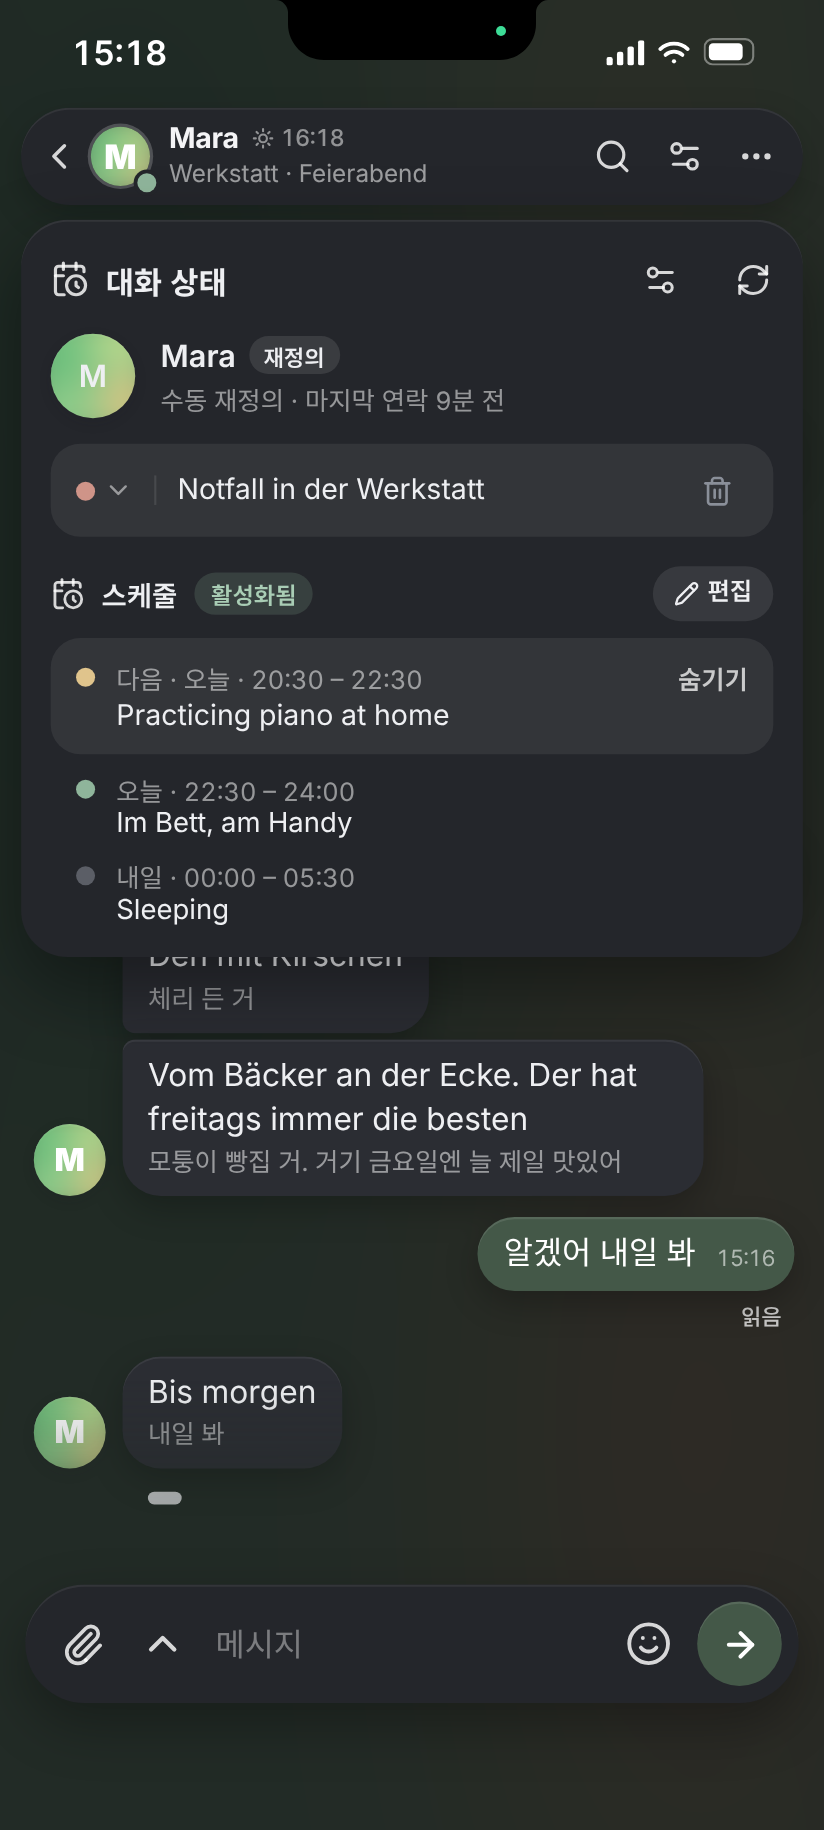 15:18
M
Mara 16:18
Werkstatt · Feierabend
대화 상태
M
Mara 재정의
수동 재정의 · 마지막 연락 9분 전
Notfall in der Werkstatt
스케줄 활성화됨 편집
다음 · 오늘 · 20:30 – 22:30 숨기기
Practicing piano at home
오늘 · 22:30 – 24:00
Im Bett, am Handy
내일 · 00:00 – 05:30
Sleeping
Den mit Kirschen
체리 든 거
Vom Bäcker an der Ecke. Der hat
freitags immer die besten
모퉁이 빵집 거. 거기 금요일엔 늘 제일 맛있어
M
알겠어 내일 봐 15:16
읽음
Bis morgen
내일 봐
M
메시지